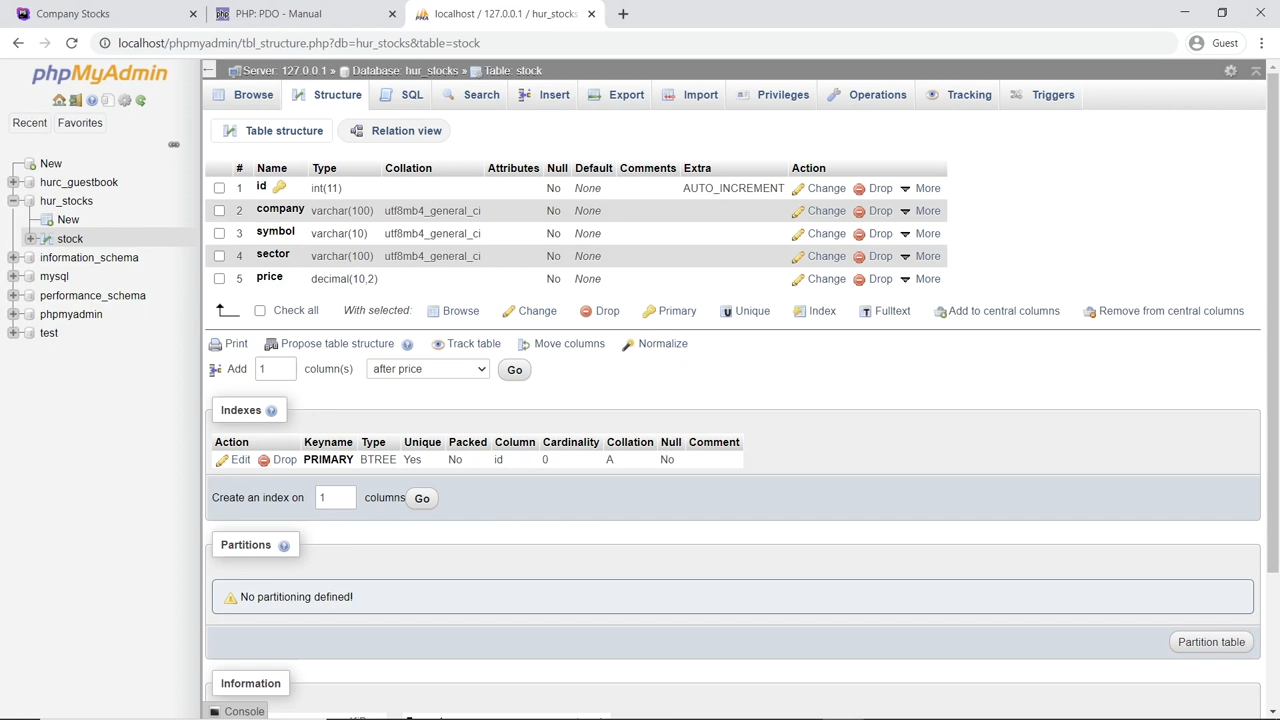 Company Stocks
PHP: PDO - Manual
localhost / 127.0.0.1 / hur_stocks
localhost/phpmyadmin/tbl_structure.php?db=hur_stocks&table=stock
Guest
phpMyAdmin
Recent Favorites
New
hurc_guestbook
hur_stocks
New
stock
information_schema
mysql
performance_schema
phpmyadmin
test
Server: 127.0.0.1 » Database: hur_stocks » Table: stock
Browse Structure SQL Search Insert Export Import Privileges Operations Tracking Triggers
Table structure Relation view
# Name Type Collation Attributes Null Default Comments Extra Action
1 id int(11) No None AUTO_INCREMENT Change Drop More
2 company varchar(100) utf8mb4_general_ci No None Change Drop More
3 symbol varchar(10) utf8mb4_general_ci No None Change Drop More
4 sector varchar(100) utf8mb4_general_ci No None Change Drop More
5 price decimal(10,2) No None Change Drop More
Check all With selected: Browse Change Drop Primary Unique Index Fulltext Add to central columns Remove from central columns
Print Propose table structure Track table Move columns Normalize
Add 1 column(s) after price Go
Indexes
Action Keyname Type Unique Packed Column Cardinality Collation Null Comment
Edit Drop PRIMARY BTREE Yes No id 0 A No
Create an index on 1 columns Go
Partitions
No partitioning defined!
Partition table
Information
Console